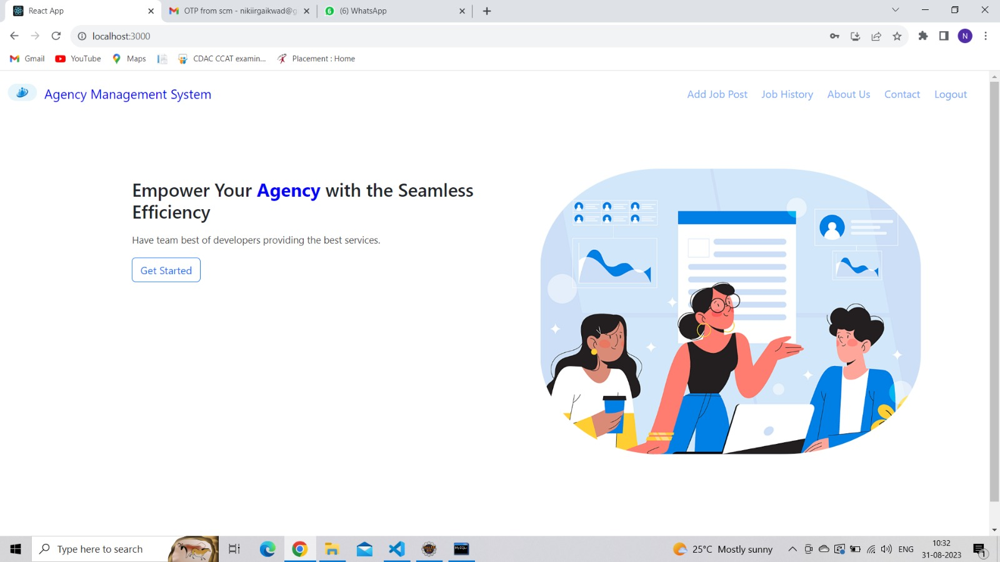 React App
OTP from scm - nikiirgaikwad@g
(6) WhatsApp
localhost:3000
N
Gmail
YouTube
Maps
CDAC CCAT examin...
Placement : Home
Agency Management System
Add Job Post
Job History
About Us
Contact
Logout
Empower Your Agency with the Seamless
Efficiency
Have team best of developers providing the best services.
Get Started
Type here to search
25°C Mostly sunny
ENG
10:32
31-08-2023
1